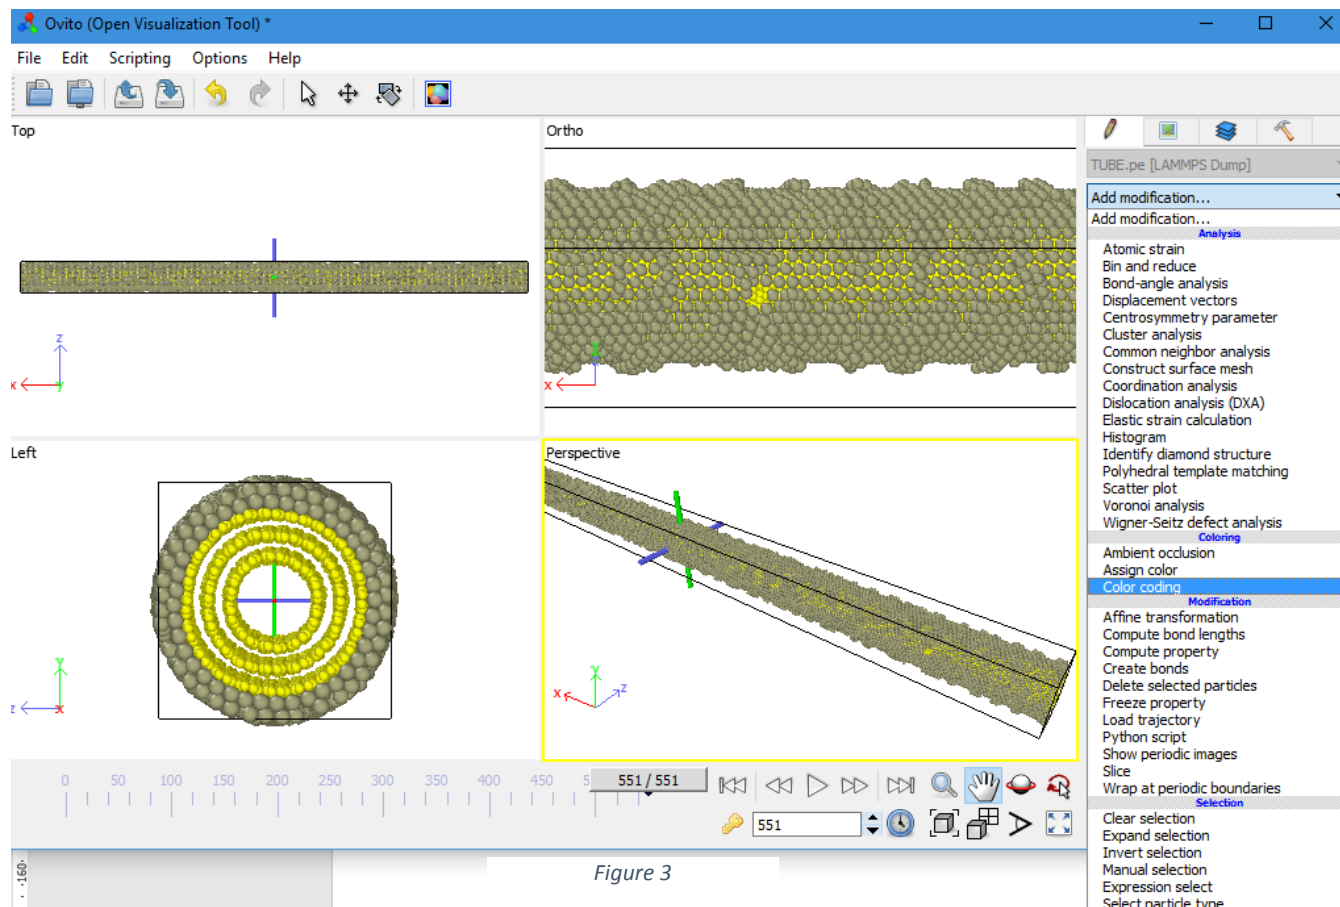 Ovito (Open Visualization Tool) *
File Edit Scripting Options Help
Top
z
x
y
Ortho
x
Left
y
z
x
Perspective
y
x
z
0 50 100 150 200 250 300 350 400 450 5
551 / 551
551
-160-
Figure 3
TUBE.pe [LAMMPS Dump]
Add modification...
Add modification...
Analysis
Atomic strain
Bin and reduce
Bond-angle analysis
Displacement vectors
Centrosymmetry parameter
Cluster analysis
Common neighbor analysis
Construct surface mesh
Coordination analysis
Dislocation analysis (DXA)
Elastic strain calculation
Histogram
Identify diamond structure
Polyhedral template matching
Scatter plot
Voronoi analysis
Wigner-Seitz defect analysis
Coloring
Ambient occlusion
Assign color
Color coding
Modification
Affine transformation
Compute bond lengths
Compute property
Create bonds
Delete selected particles
Freeze property
Load trajectory
Python script
Show periodic images
Slice
Wrap at periodic boundaries
Selection
Clear selection
Expand selection
Invert selection
Manual selection
Expression select
Select particle type